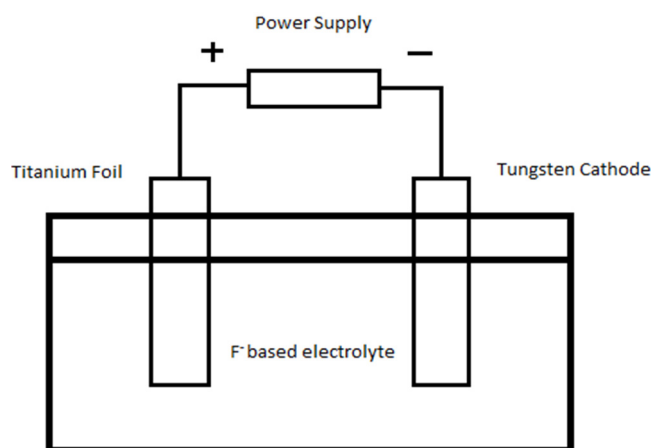 Power Supply
+ −
Titanium Foil
Tungsten Cathode
F⁻ based electrolyte